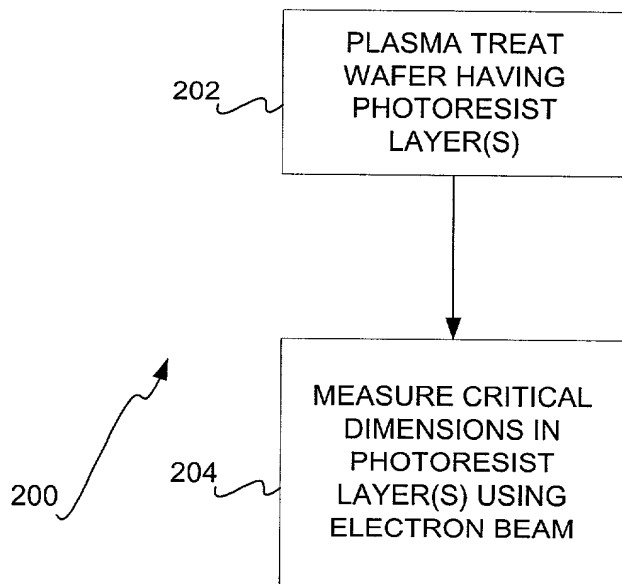 PLASMA TREAT
WAFER HAVING
PHOTORESIST
LAYER(S)
202
MEASURE CRITICAL
DIMENSIONS IN
PHOTORESIST
LAYER(S) USING
ELECTRON BEAM
204
200